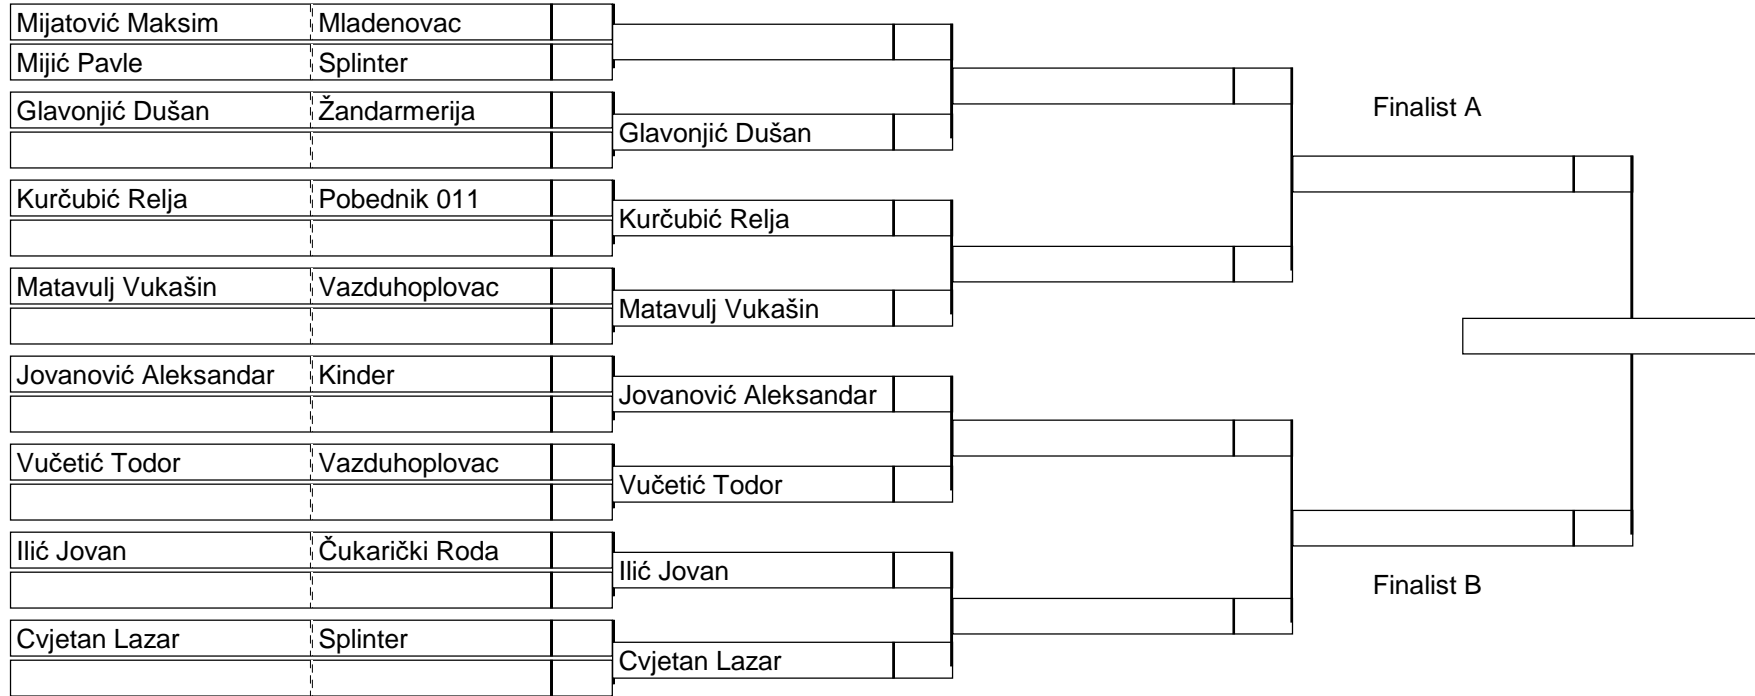 Mijatović Maksim Mladenovac
Mijić Pavle Splinter
Glavonjić Dušan Žandarmerija
Kurčubić Relja Pobednik 011
Matavulj Vukašin Vazduhoplovac
Jovanović Aleksandar Kinder
Vučetić Todor Vazduhoplovac
Ilić Jovan Čukarički Roda
Cvjetan Lazar Splinter
Glavonjić Dušan
Kurčubić Relja
Matavulj Vukašin
Jovanović Aleksandar
Vučetić Todor
Ilić Jovan
Cvjetan Lazar
Finalist A
Finalist B